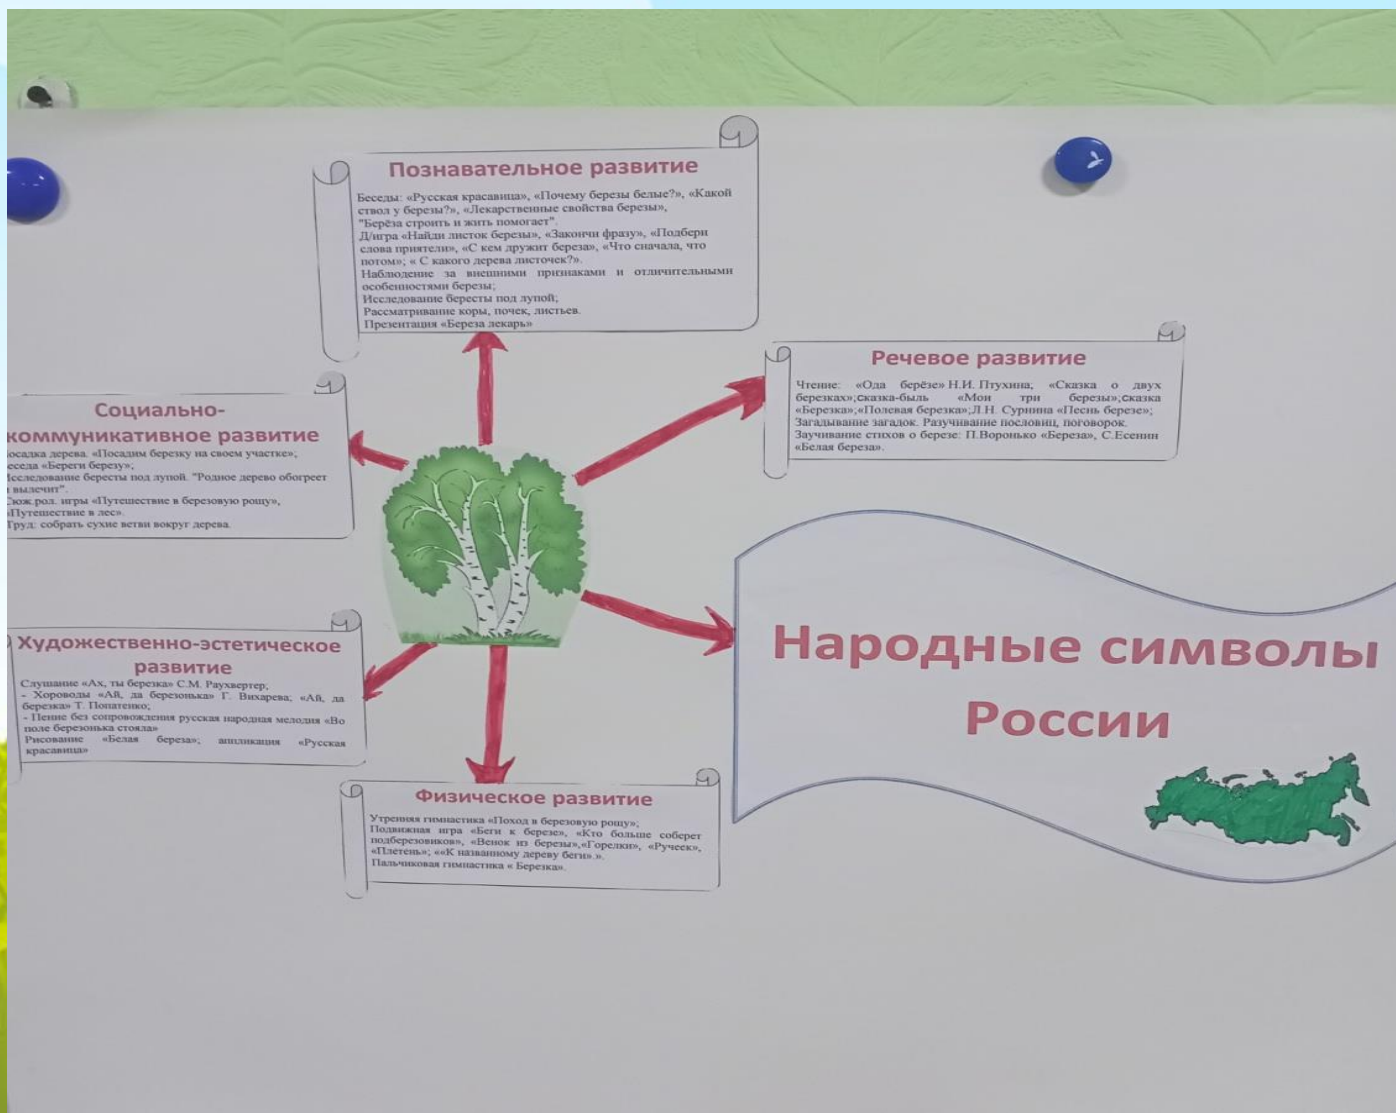 Познавательное развитие
Беседы: «Русская красавица», «Почему березы белые?», «Какой
ствол у березы?», «Лекарственные свойства березы»,
"Берёза строить и жить помогает".
Д/игра «Найди листок березы», «Закончи фразу», «Подбери
слова приятели», «С кем дружит береза», «Что сначала, что
потом»; « С какого дерева листочек?».
Наблюдение за внешними признаками и отличительными
особенностями березы;
Исследование бересты под лупой;
Рассматривание коры, почек, листьев.
Презентация «Береза лекарь»
Речевое развитие
Чтение: «Ода берёзе» Н.И. Птухина; «Сказка о двух
березках»;сказка-быль «Мои три березы»;сказка
«Березка»;«Полевая березка»;Л.Н. Сурнина «Песнь березе»;
Загадывание загадок. Разучивание пословиц, поговорок.
Заучивание стихов о березе: П.Воронько «Береза», С.Есенин
«Белая береза».
Социально-
коммуникативное развитие
осадка дерева. «Посадим березку на своем участке»;
еседа «Береги березу»;
Исследование бересты под лупой. "Родное дерево обогреет
и вылечит".
Сюж.рол. игры «Путешествие в березовую рощу»,
«Путешествие в лес».
Труд: собрать сухие ветви вокруг дерева.
Народные символы
России
Художественно-эстетическое
развитие
Слушание «Ах, ты березка» С.М. Раухвертер;
- Хороводы «Ай, да березонька» Г. Вихарева; «Ай, да
березка» Т. Попатенко;
- Пение без сопровождения русская народная мелодия «Во
поле березонька стояла»
Рисование «Белая береза»; аппликация «Русская
красавица»
Физическое развитие
Утренняя гимнастика «Поход в березовую рощу»;
Подвижная игра «Беги к березе», «Кто больше соберет
подберезовиков», «Венок из березы»,«Горелки», «Ручеек»,
«Плетень»; ««К названному дереву беги».».
Пальчиковая гимнастика « Березка».